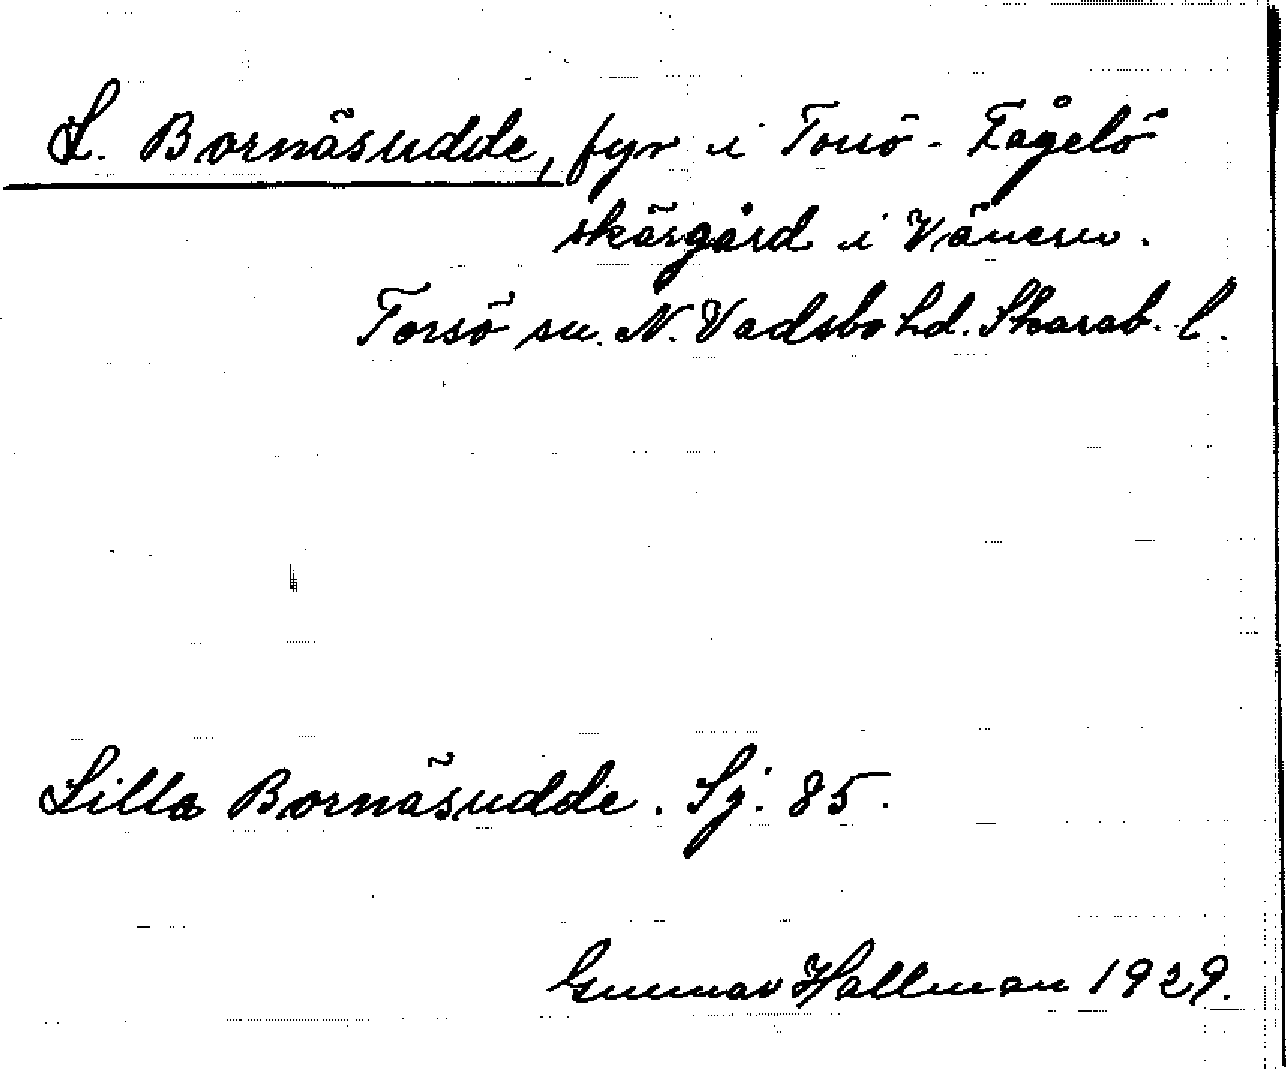 L. Bornäsudde, fyr i Torsö - Fågelö
skärgård i Vänern.
Torsö sn. N. Vadsbo hd. Skarab. l.
Lilla Bornäsudde. Sj. 85.
Gunnar Hallman 1929.